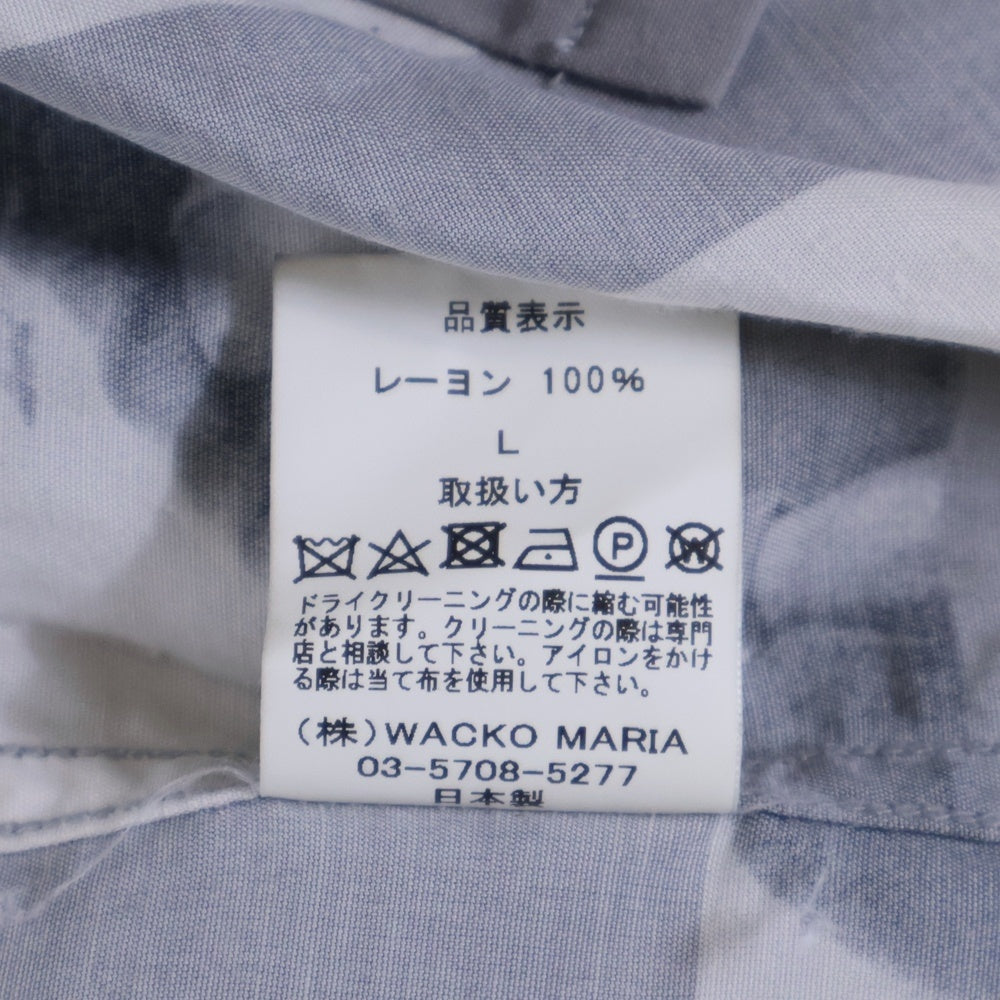 品質表示
レーヨン 100%
L
取扱い方
P W
ドライクリーニングの際に縮む可能性
があります。クリーニングの際は専門
店と相談して下さい。アイロンをかけ
る際は当て布を使用して下さい。
(株)WACKO MARIA
03-5708-5277
日本製